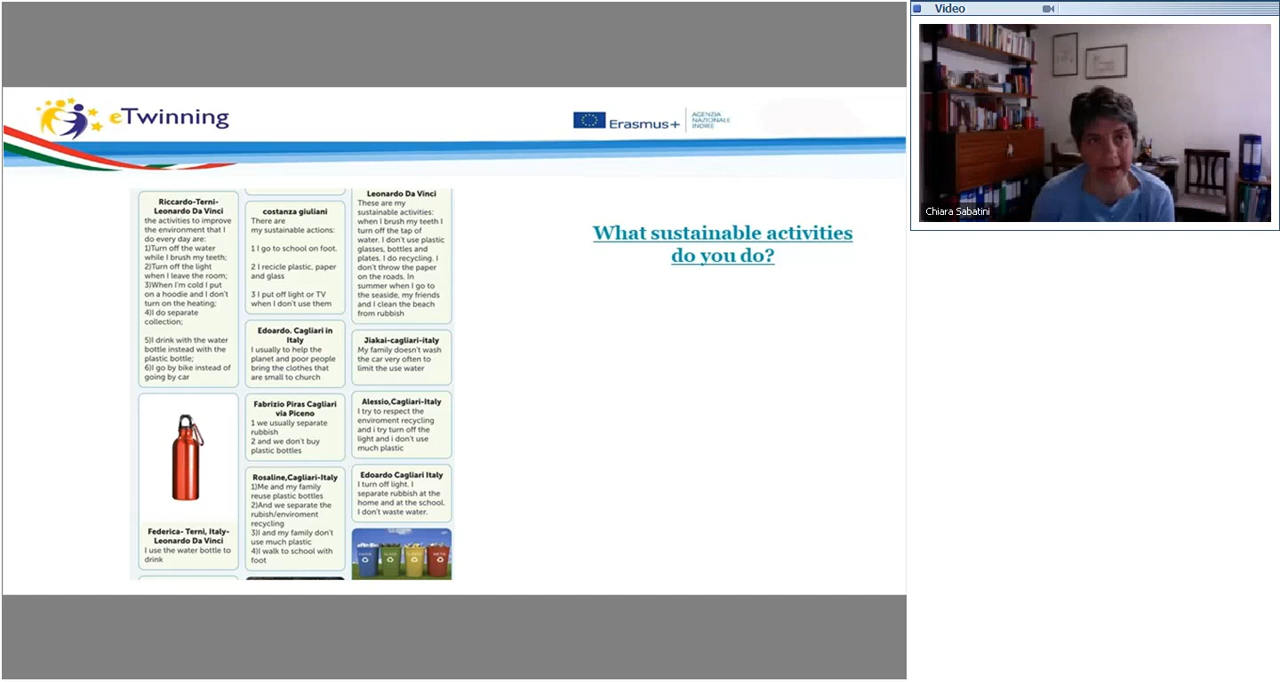 Video
eTwinning
Erasmus+
AGENZIA
NAZIONALE
INDIRE
Riccardo-Terni-
Leonardo Da Vinci
the activities to improve
the environment that I
do every day are:
1)Turn off the water
while I brush my teeth;
2)Turn off the light
when I leave the room;
3)When I'm cold I put
on a hoodie and I don't
turn on the heating;
4)I do separate
collection;
5)I drink with the water
bottle instead with the
plastic bottle;
6)I go by bike instead of
going by car
Federica- Terni, Italy-
Leonardo Da Vinci
I use the water bottle to
drink
costanza giuliani
There are
my sustainable actions:
1 I go to school on foot.
2 I recicle plastic, paper
and glass
3 I put off light or TV
when I don't use them
Edoardo. Cagliari in
Italy
I usually to help the
planet and poor people
bring the clothes that
are small to church
Fabrizio Piras Cagliari
via Piceno
1 we usually separate
rubbish
2 and we don't buy
plastic bottles
Rosaline,Cagliari-Italy
1)Me and my family
reuse plastic bottles
2)And we separate the
rubish/enviroment
recycling
3)I and my family don't
use much plastic
4)I walk to school with
foot
Leonardo Da Vinci
These are my
sustainable activities:
when I brush my teeth I
turn off the tap of
water. I don't use plastic
glasses, bottles and
plates. I do recycling. I
don't throw the paper
on the roads. In
summer when I go to
the seaside, my friends
and I clean the beach
from rubbish
Jiakai-cagliari-italy
My family doesn't wash
the car very often to
limit the use water
Alessio,Cagliari-Italy
I try to respect the
enviroment recycling
and i try turn off the
light and i don't use
much plastic
Edoardo Cagliari Italy
I turn off light. I
separate rubbish at the
home and at the school.
I don't waste water.
What sustainable activities
do you do?
Chiara Sabatini